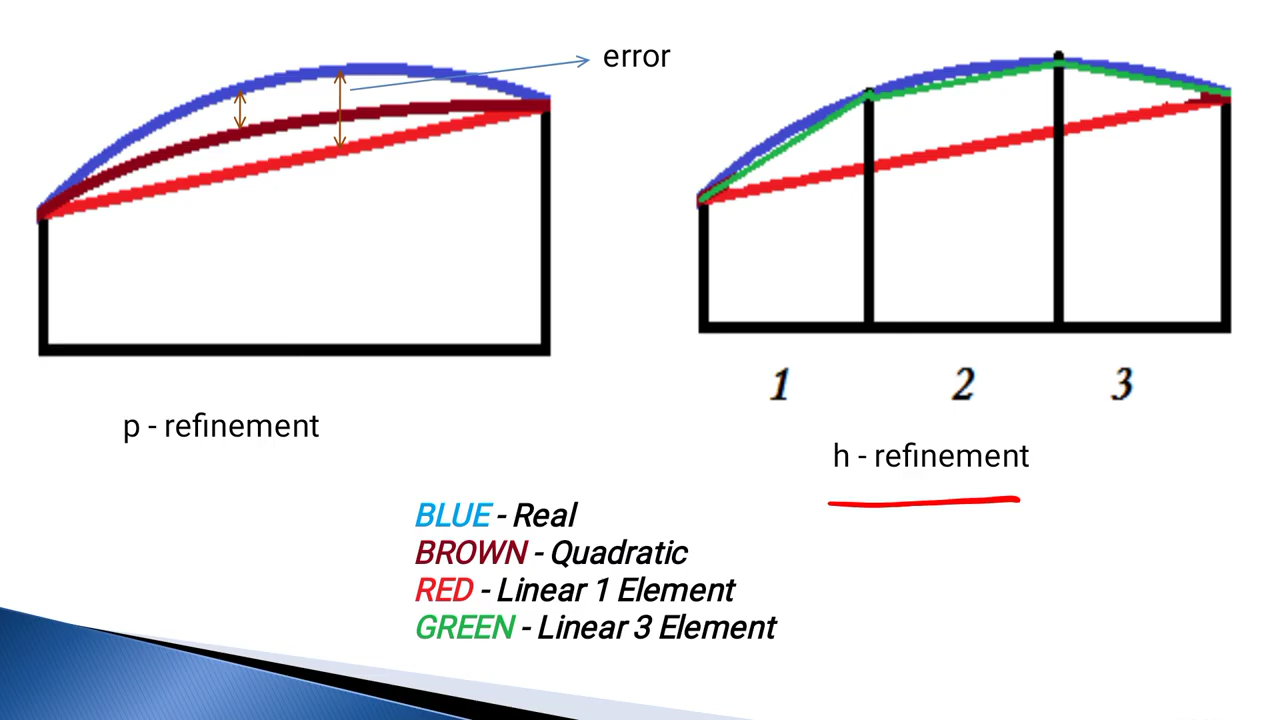 error
1 2 3
p - refinement
h - refinement
BLUE - Real
BROWN - Quadratic
RED - Linear 1 Element
GREEN - Linear 3 Element